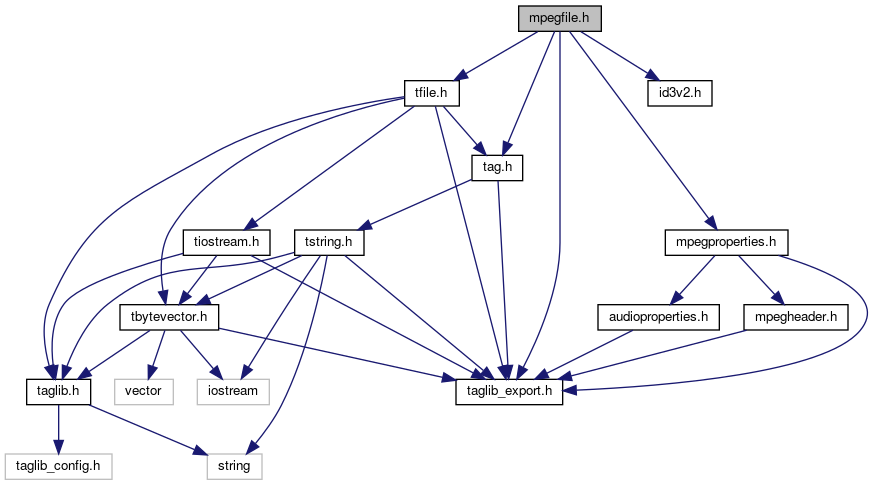 mpegfile.h
tfile.h
id3v2.h
tag.h
tiostream.h
tstring.h
mpegproperties.h
tbytevector.h
audioproperties.h
mpegheader.h
taglib.h
vector
iostream
taglib_export.h
taglib_config.h
string